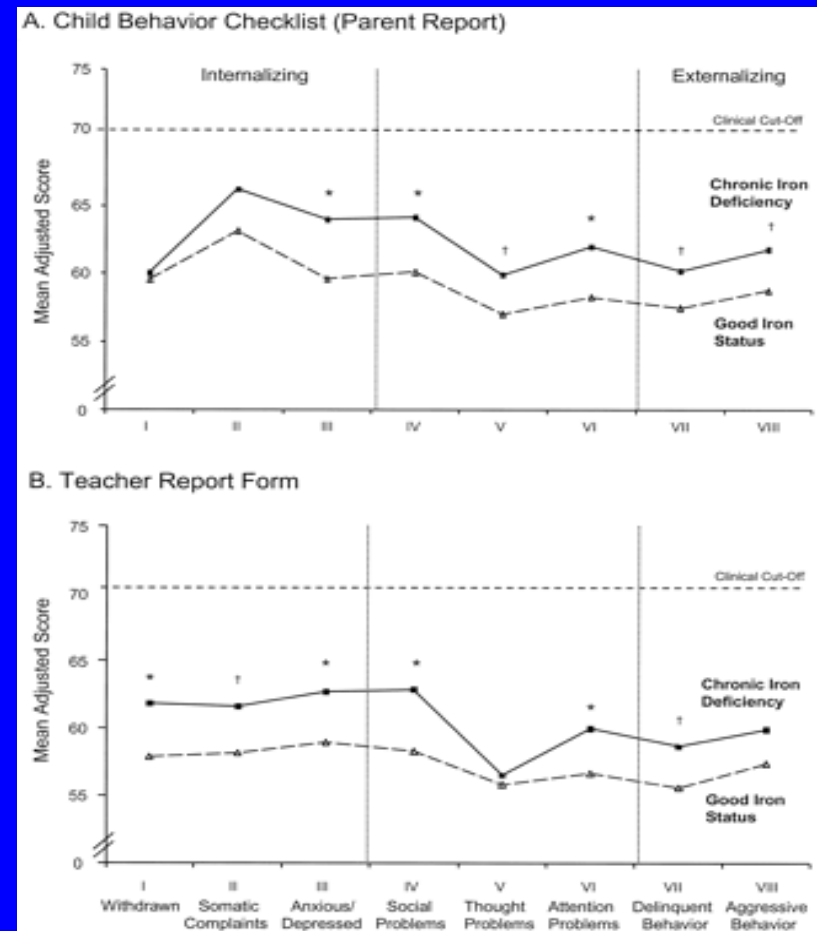 A. Child Behavior Checklist (Parent Report)
75
Internalizing
Externalizing
70
Clinical Cut-Off
Mean Adjusted Score
65
*
*
Chronic Iron
Deficiency
*
†
†
†
60
Good Iron
Status
55
0
I II III IV V VI VII VIII
B. Teacher Report Form
75
Clinical Cut-Off
70
Mean Adjusted Score
65
*
†
*
*
Chronic Iron
Deficiency
*
†
60
55
Good Iron
Status
0
I II III IV V VI VII VIII
Withdrawn Somatic Anxious/ Social Thought Attention Delinquent Aggressive
Complaints Depressed Problems Problems Problems Behavior Behavior